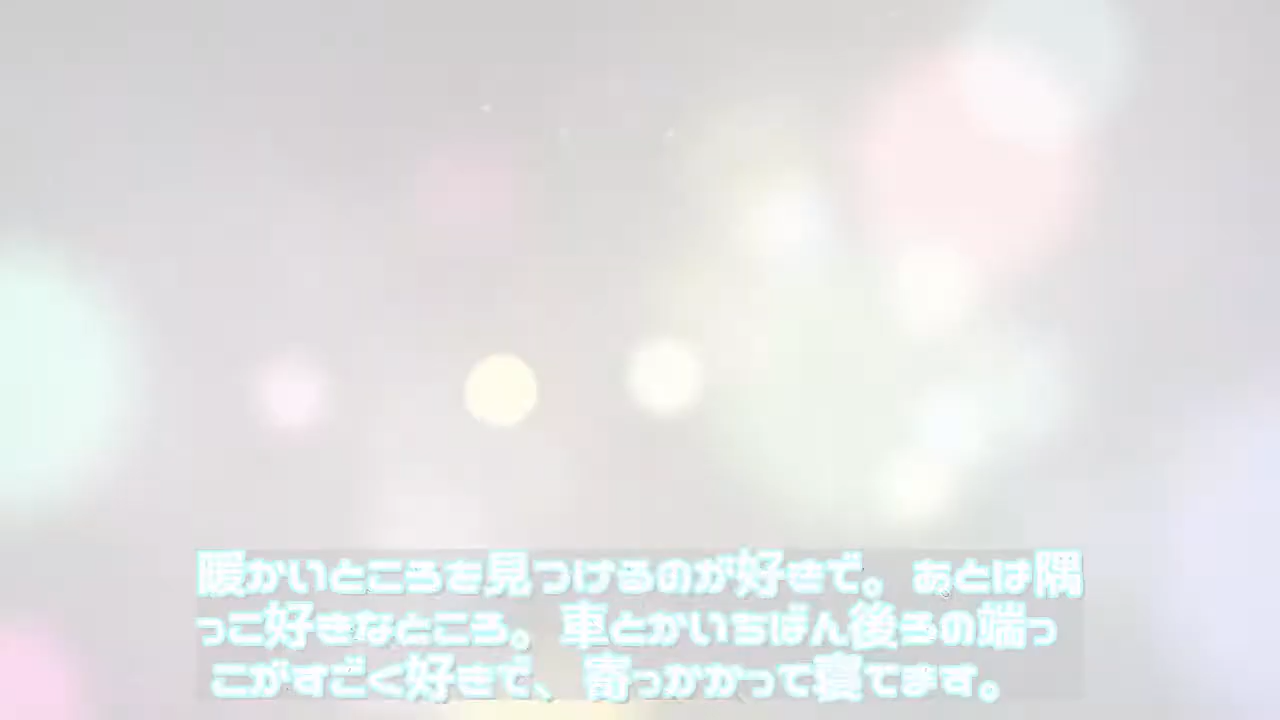 暖かいところを見つけるのが好きで。あとは隅
っこ好きなところ。車とかいちばん後ろの端っ
こがすごく好きで、寄っかかって寝てます。